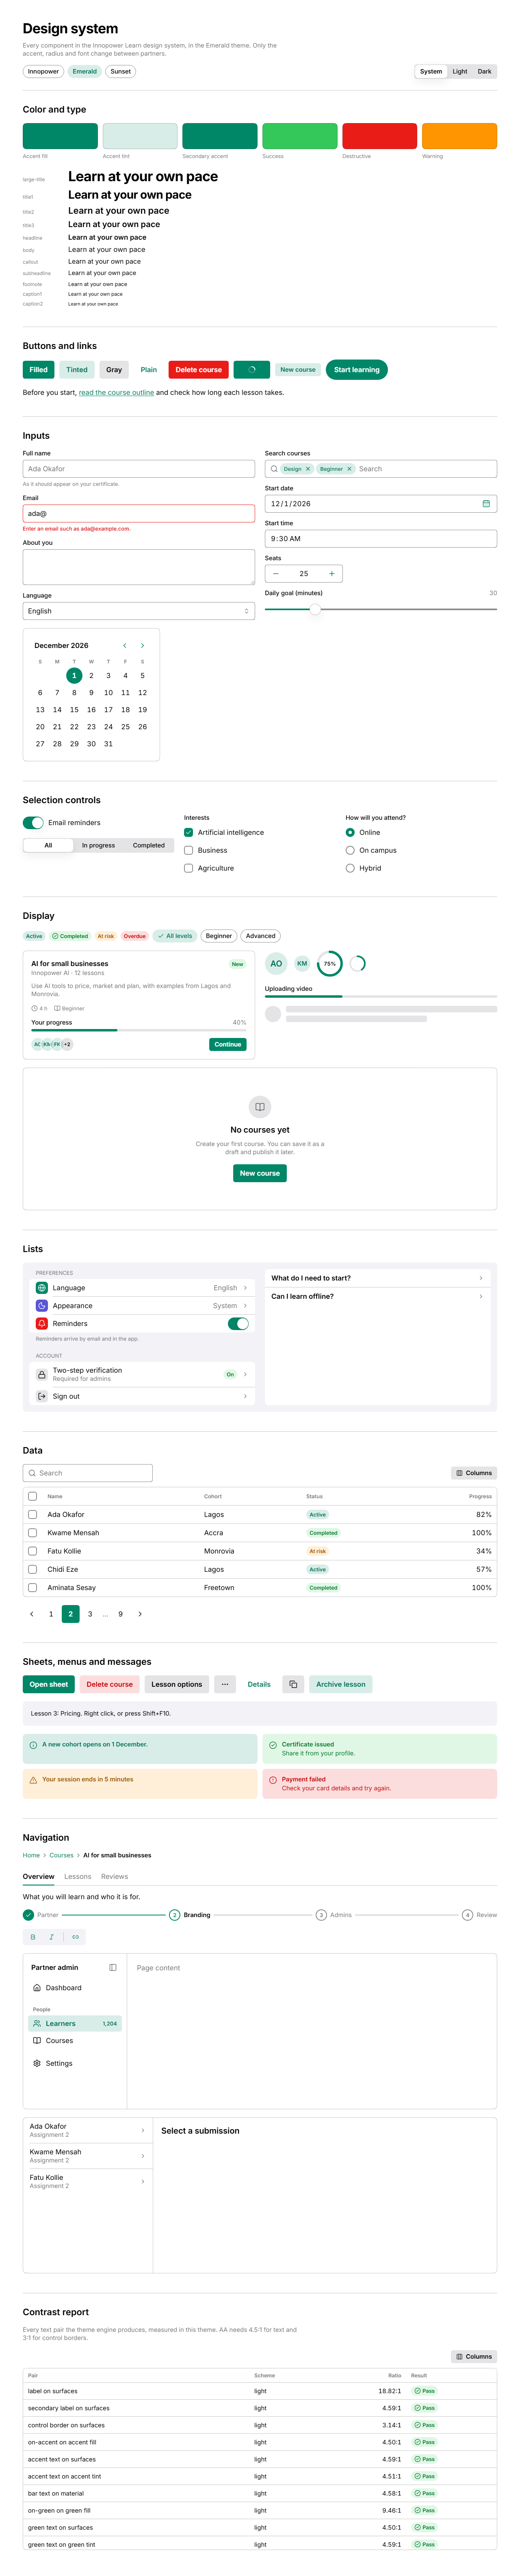 Design system
Every component in the Innopower Learn design system, in the Emerald theme. Only the
accent, radius and font change between partners.
Innopower Emerald Sunset System Light Dark
Color and type
Accent fill Accent tint Secondary accent Success Destructive Warning
large-title Learn at your own pace
title1 Learn at your own pace
title2 Learn at your own pace
title3 Learn at your own pace
headline Learn at your own pace
body Learn at your own pace
callout Learn at your own pace
subheadline Learn at your own pace
footnote Learn at your own pace
caption1 Learn at your own pace
caption2 Learn at your own pace
Buttons and links
Filled Tinted Gray Plain Delete course New course Start learning
Before you start, read the course outline and check how long each lesson takes.
Inputs
Full name
Ada Okafor
As it should appear on your certificate.
Email
ada@
Enter an email such as ada@example.com.
About you
Language
English
Search courses
Design Beginner Search
Start date
12/1/2026
Start time
9:30 AM
Seats
25
Daily goal (minutes) 30
December 2026
S M T W T F S
1 2 3 4 5
6 7 8 9 10 11 12
13 14 15 16 17 18 19
20 21 22 23 24 25 26
27 28 29 30 31
Selection controls
Email reminders
All In progress Completed
Interests
Artificial intelligence
Business
Agriculture
How will you attend?
Online
On campus
Hybrid
Display
Active Completed At risk Overdue All levels Beginner Advanced
AI for small businesses New
Innopower AI · 12 lessons
Use AI tools to price, market and plan, with examples from Lagos and
Monrovia.
4 h Beginner
Your progress 40%
+2 Continue
AO KM 75%
Uploading video
No courses yet
Create your first course. You can save it as a
draft and publish it later.
New course
Lists
PREFERENCES
Language English
Appearance System
Reminders
Reminders arrive by email and in the app.
ACCOUNT
Two-step verification On
Required for admins
Sign out
What do I need to start?
Can I learn offline?
Data
Search Columns
Name Cohort Status Progress
Ada Okafor Lagos Active 82%
Kwame Mensah Accra Completed 100%
Fatu Kollie Monrovia At risk 34%
Chidi Eze Lagos Active 57%
Aminata Sesay Freetown Completed 100%
1 2 3 … 9
Sheets, menus and messages
Open sheet Delete course Lesson options Details Archive lesson
Lesson 3: Pricing. Right click, or press Shift+F10.
A new cohort opens on 1 December.
Certificate issued
Share it from your profile.
Your session ends in 5 minutes
Payment failed
Check your card details and try again.
Navigation
Home Courses AI for small businesses
Overview Lessons Reviews
What you will learn and who it is for.
Partner 2 Branding 3 Admins 4 Review
B I
Partner admin
Dashboard
People
Learners 1,204
Courses
Settings
Page content
Ada Okafor
Assignment 2
Kwame Mensah
Assignment 2
Fatu Kollie
Assignment 2
Select a submission
Contrast report
Every text pair the theme engine produces, measured in this theme. AA needs 4.5:1 for text and
3:1 for control borders.
Columns
Pair Scheme Ratio Result
label on surfaces light 18.82:1 Pass
secondary label on surfaces light 4.59:1 Pass
control border on surfaces light 3.14:1 Pass
on-accent on accent fill light 4.50:1 Pass
accent text on surfaces light 4.59:1 Pass
accent text on accent tint light 4.51:1 Pass
bar text on material light 4.58:1 Pass
on-green on green fill light 9.46:1 Pass
green text on surfaces light 4.50:1 Pass
green text on green tint light 4.59:1 Pass